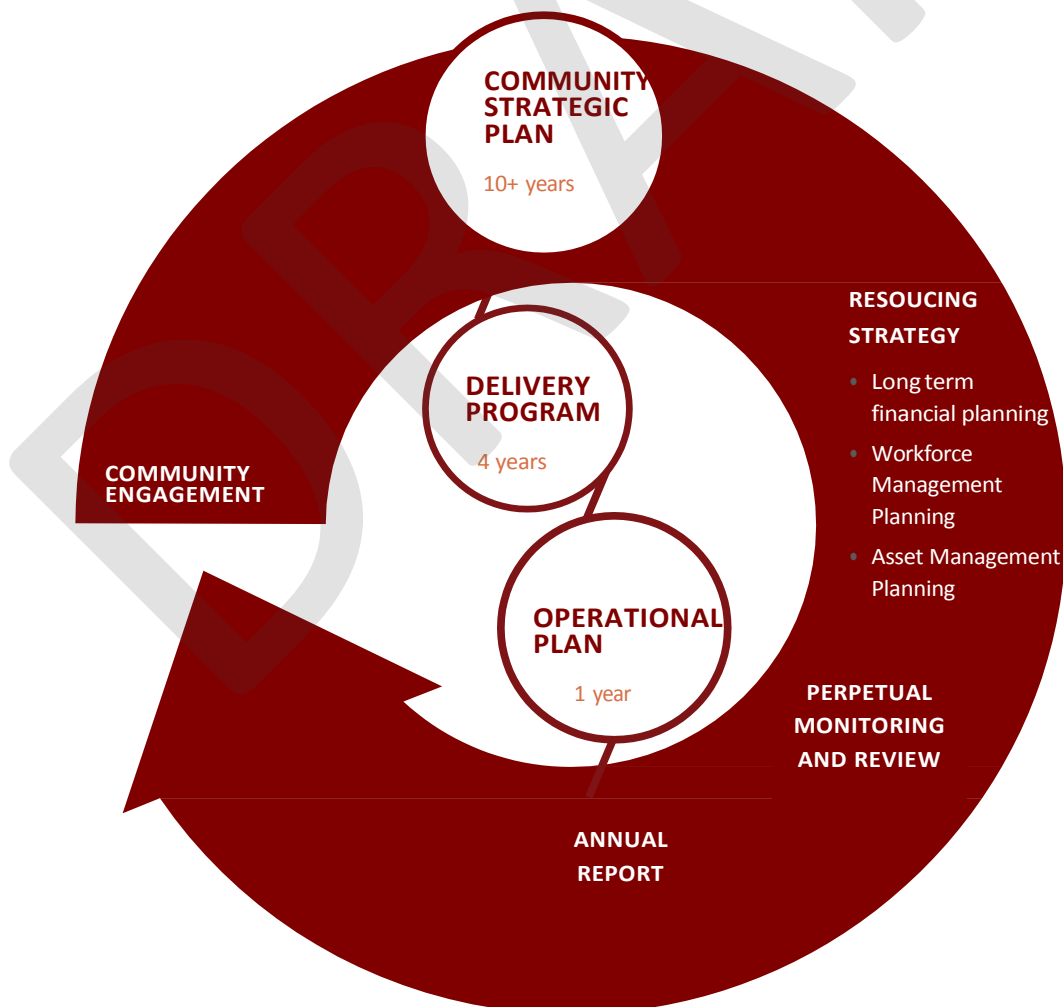 COMMUNITY
STRATEGIC
PLAN
10+ years
RESOUCING
STRATEGY
• Long term
financial planning
• Workforce
Management
Planning
• Asset Management
Planning
DELIVERY
PROGRAM
4 years
COMMUNITY
ENGAGEMENT
OPERATIONAL
PLAN
1 year
PERPETUAL
MONITORING
AND REVIEW
ANNUAL
REPORT
DRA